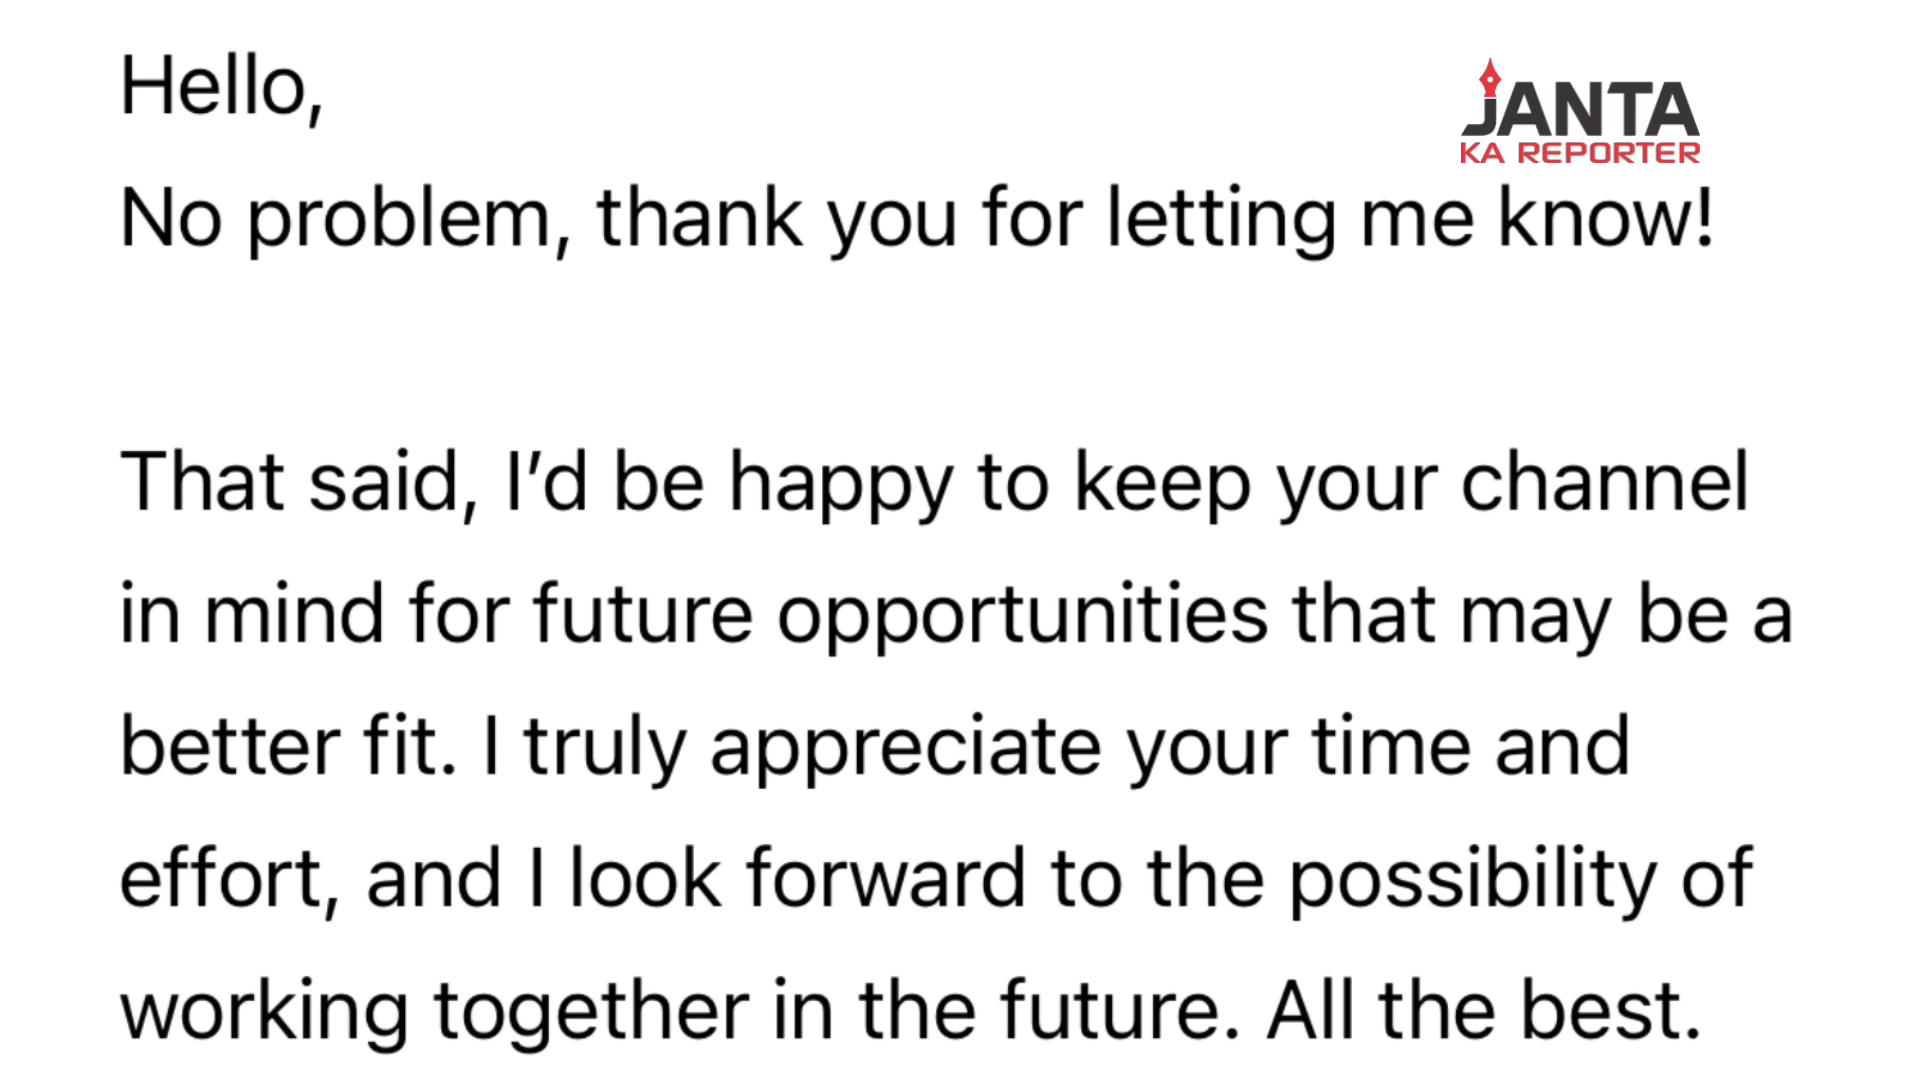 Hello,
JANTA
KA REPORTER
No problem, thank you for letting me know!
That said, I’d be happy to keep your channel
in mind for future opportunities that may be a
better fit. I truly appreciate your time and
effort, and I look forward to the possibility of
working together in the future. All the best.